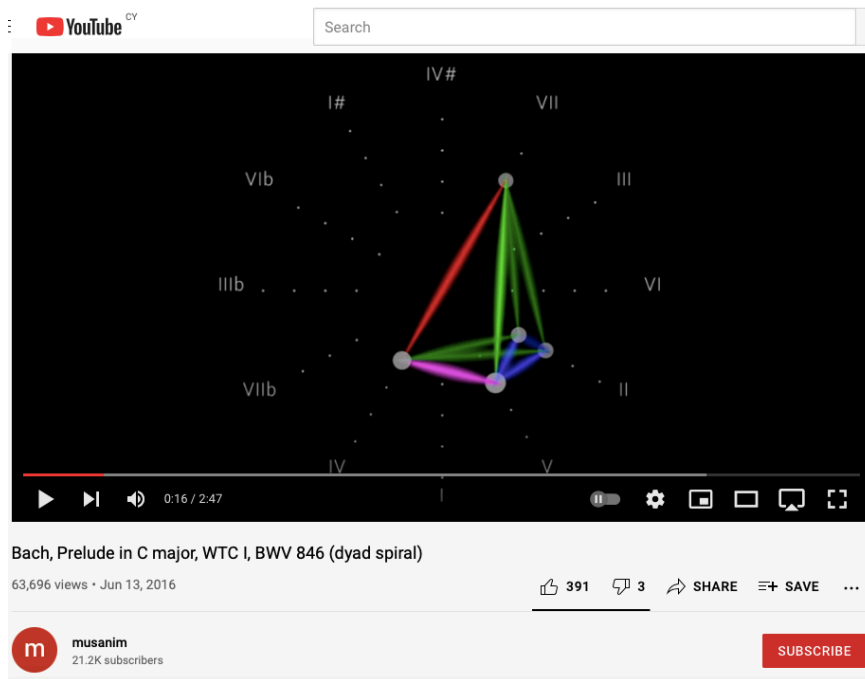 YouTube CY
Search
IV#
I#
VII
VIb
III
IIIb
VI
VIIb
II
IV
V
I
0:16 / 2:47
Bach, Prelude in C major, WTC I, BWV 846 (dyad spiral)
63,696 views • Jun 13, 2016
391
3
SHARE
SAVE
m
musanim
21.2K subscribers
SUBSCRIBE